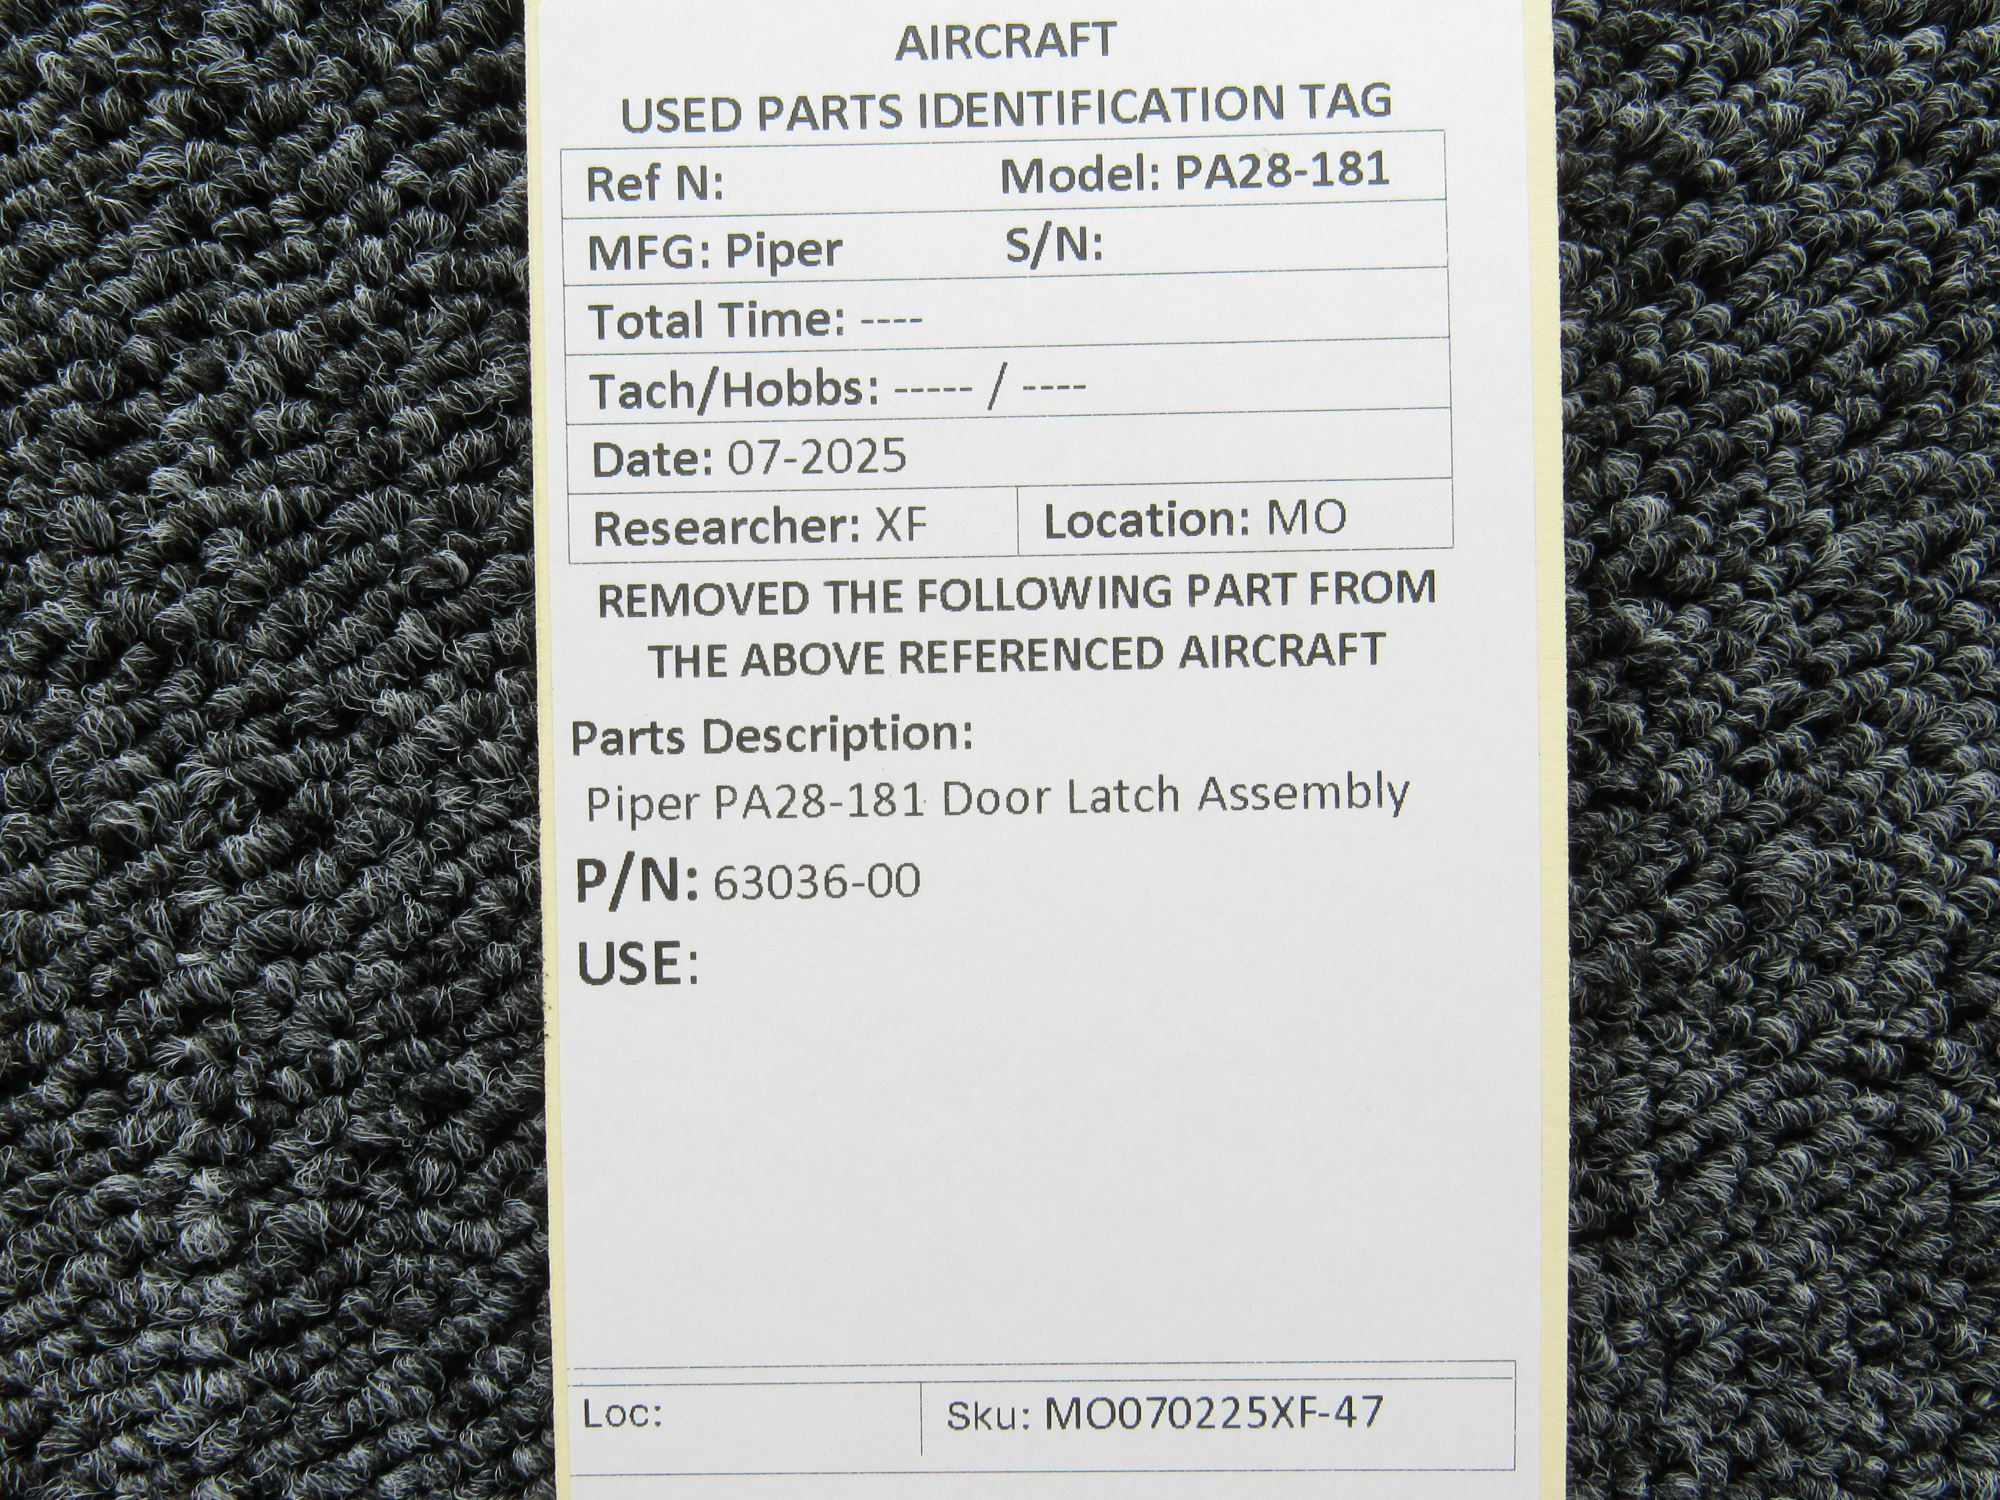 AIRCRAFT
USED PARTS IDENTIFICATION TAG
Ref N: Model: PA28-181
MFG: Piper S/N:
Total Time: ----
Tach/Hobbs: ----- / ----
Date: 07-2025
Researcher: XF Location: MO
REMOVED THE FOLLOWING PART FROM
THE ABOVE REFERENCED AIRCRAFT
Parts Description:
Piper PA28-181 Door Latch Assembly
P/N: 63036-00
USE:
Loc: Sku: MO070225XF-47